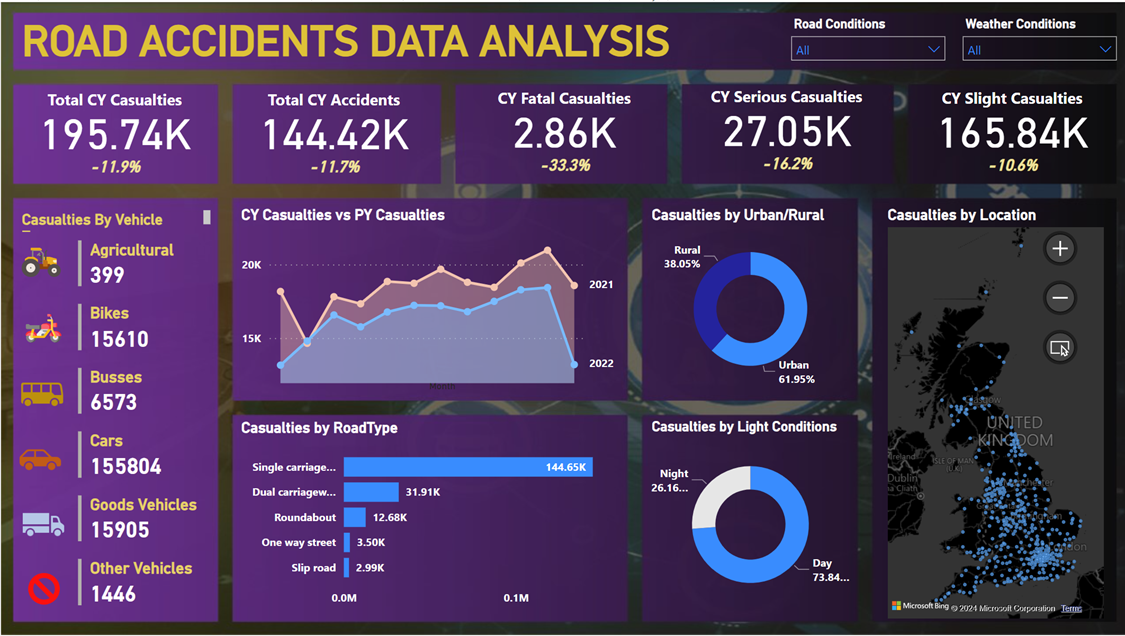 ROAD ACCIDENTS DATA ANALYSIS
Road Conditions
All
Weather Conditions
All
Total CY Casualties
195.74K
-11.9%
Total CY Accidents
144.42K
-11.7%
CY Fatal Casualties
2.86K
-33.3%
CY Serious Casualties
27.05K
-16.2%
CY Slight Casualties
165.84K
-10.6%
Casualties By Vehicle
Agricultural
399
Bikes
15610
Busses
6573
Cars
155804
Goods Vehicles
15905
Other Vehicles
1446
CY Casualties vs PY Casualties
20K
15K
2021
2022
Month
Casualties by RoadType
Single carriage...
144.65K
Dual carriagew...
31.91K
Roundabout
12.68K
One way street
3.50K
Slip road
2.99K
0.0M
0.1M
Casualties by Urban/Rural
Rural
38.05%
Urban
61.95%
Casualties by Light Conditions
Night
26.16...
Day
73.84...
Casualties by Location
Glasgow
UNITED
KINGDOM
ISLE OF MAN
(U.K.)
Dublin
Microsoft Bing
© 2024 Microsoft Corporation
Terms